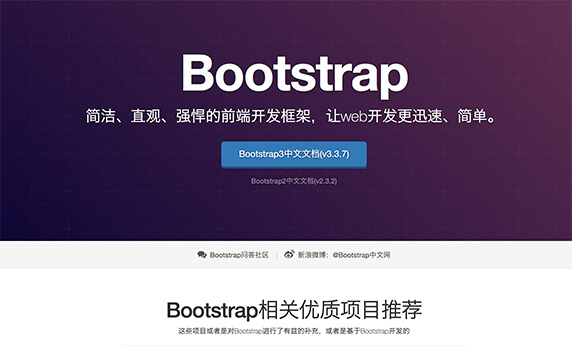 Bootstrap
简洁、直观、强悍的前端开发框架，让web开发更迅速、简单。
Bootstrap3中文文档(v3.3.7)
Bootstrap2中文文档(v2.3.2)
Bootstrap问答社区 | 新浪微博：@Bootstrap中文网
Bootstrap相关优质项目推荐
这些项目或者是对Bootstrap进行了有益的补充，或者是基于Bootstrap开发的